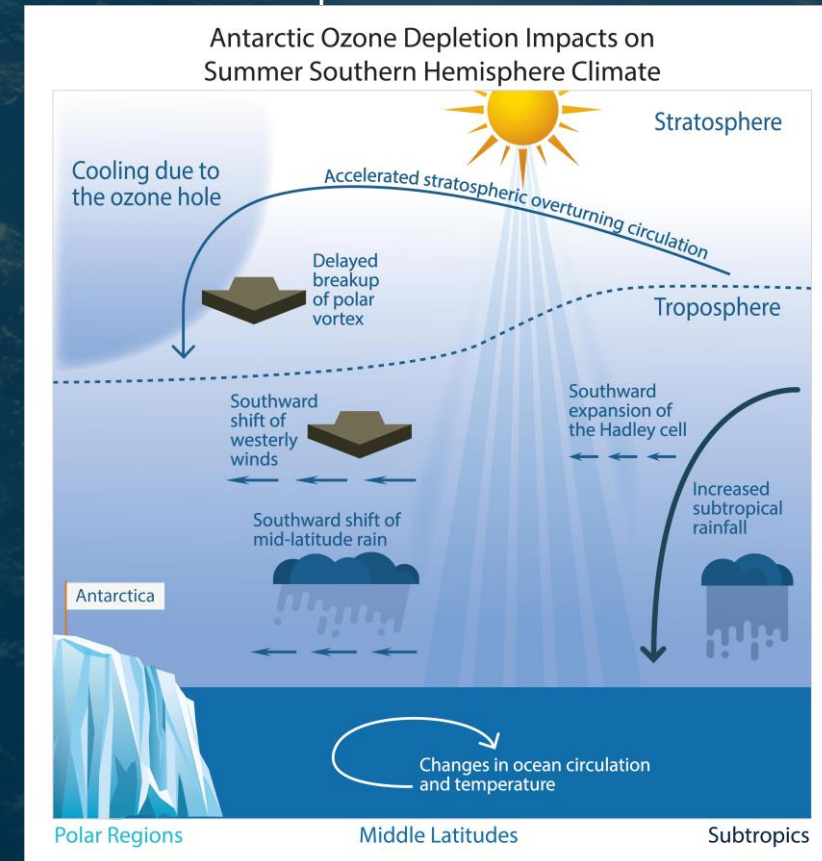 Antarctic Ozone Depletion Impacts on
Summer Southern Hemisphere Climate
Stratosphere
Cooling due to
the ozone hole
Accelerated stratospheric overturning circulation
Delayed
breakup
of polar
vortex
Troposphere
Southward
shift of
westerly
winds
Southward
expansion of
the Hadley cell
Increased
subtropical
rainfall
Southward shift of
mid-latitude rain
Antarctica
Changes in ocean circulation
and temperature
Polar Regions
Middle Latitudes
Subtropics